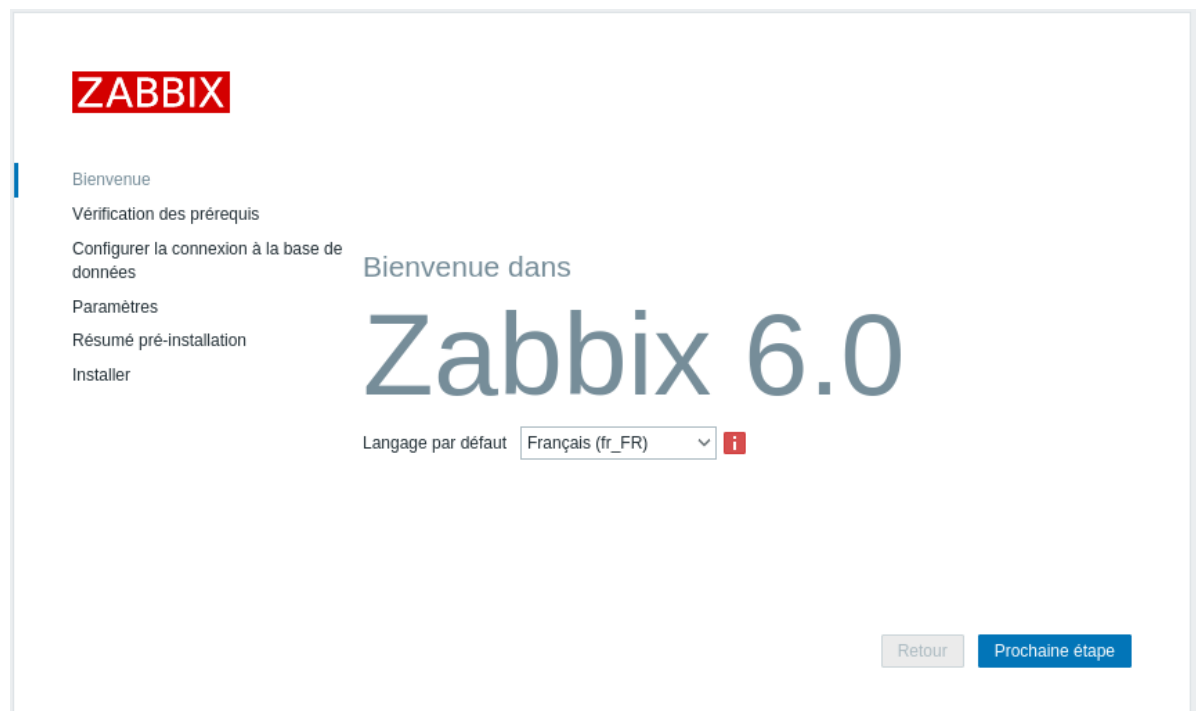 ZABBIX
Bienvenue
Vérification des prérequis
Configurer la connexion à la base de
données
Paramètres
Résumé pré-installation
Installer
Bienvenue dans
Zabbix 6.0
Langage par défaut Français (fr_FR) i
Retour Prochaine étape